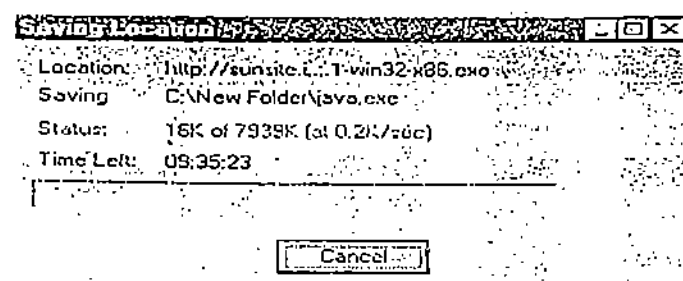 Saving Location
Location: http://sunsite.i...1-win32-x86.exe
Saving C:\New Folder\java.exe
Status: 16K of 7939K (at 0.2K/sec)
Time Left: 09:35:23
Cancel